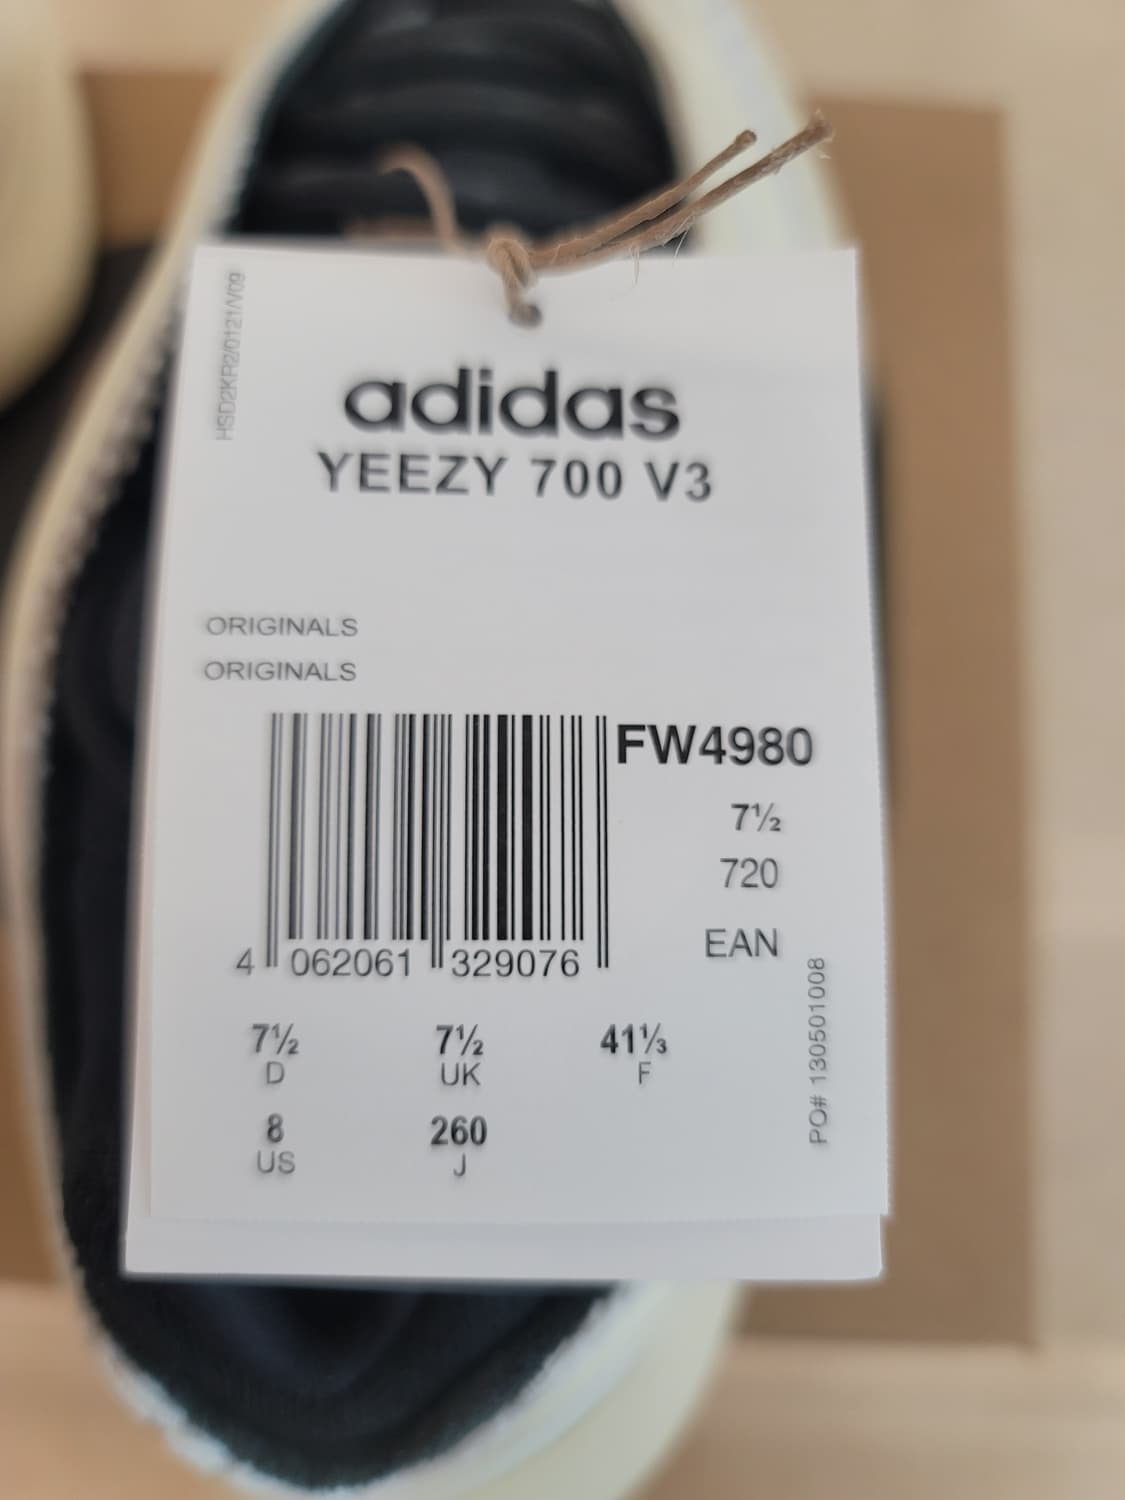 HSD2KR2/0121/V09
adidas
YEEZY 700 V3
ORIGINALS
ORIGINALS
FW4980
7½
720
EAN
4 062061 329076
7½ 7½ 41⅓
D UK F
8 260
US J
PO# 130501008